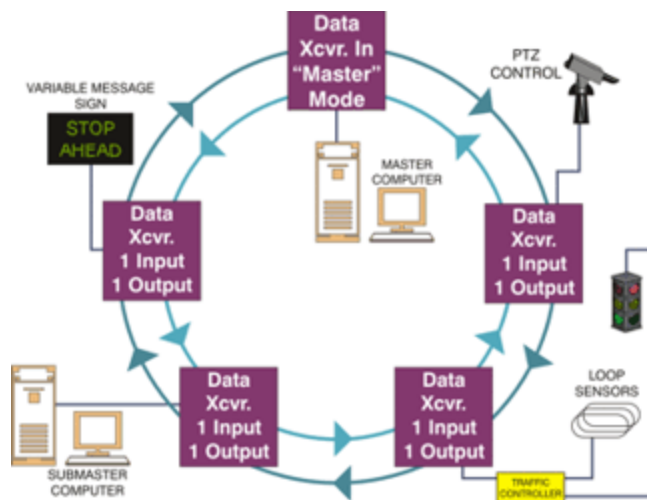 Data
Xcvr. In
“Master”
Mode
PTZ
CONTROL
VARIABLE MESSAGE
SIGN
STOP
AHEAD
MASTER
COMPUTER
Data
Xcvr.
1 Input
1 Output
Data
Xcvr.
1 Input
1 Output
Data
Xcvr.
1 Input
1 Output
Data
Xcvr.
1 Input
1 Output
LOOP
SENSORS
SUBMASTER
COMPUTER
TRAFFIC
CONTROLLER